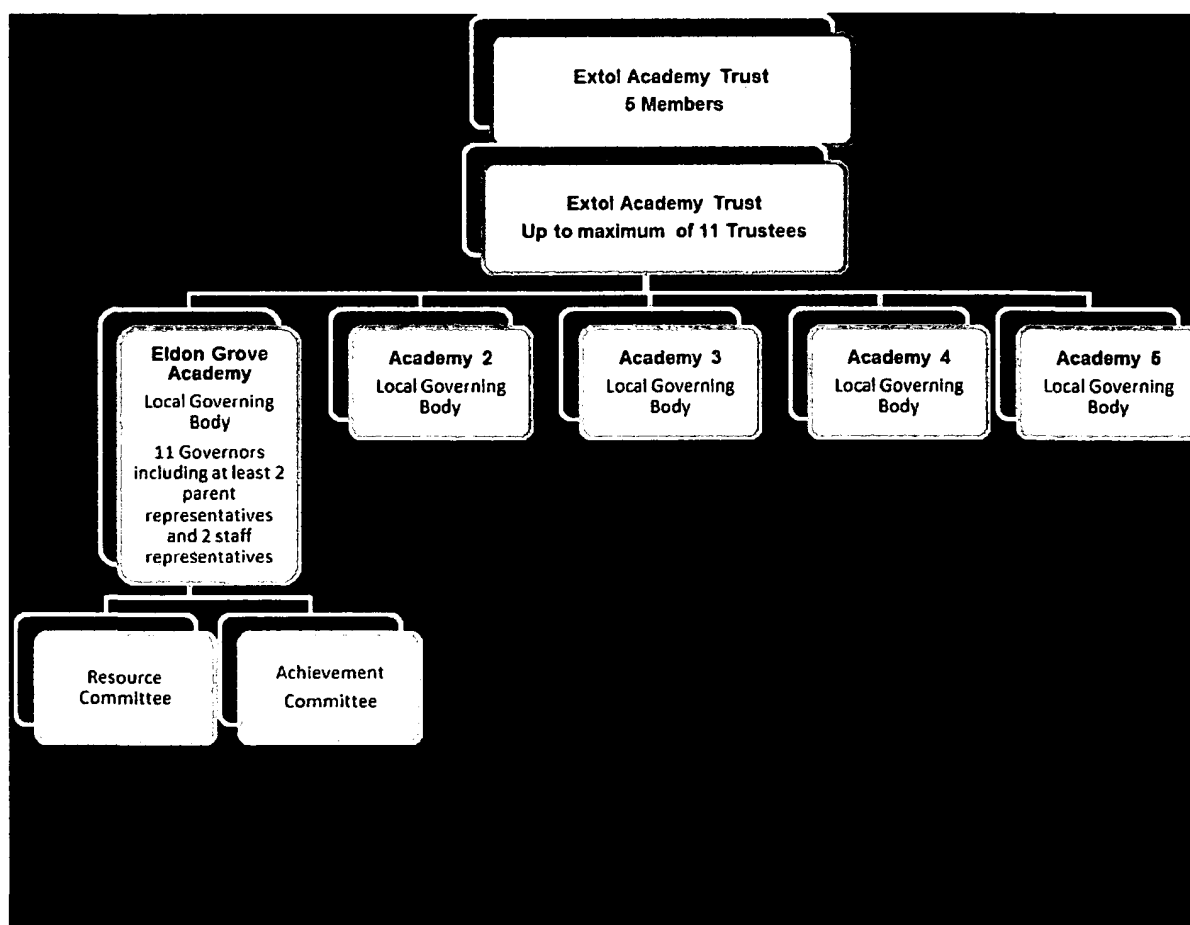 Extol Academy Trust
5 Members
Extol Academy Trust
Up to maximum of 11 Trustees
Eldon Grove
Academy
Local Governing
Body
11 Governors
including at least 2
parent
representatives
and 2 staff
representatives
Academy 2
Local Governing
Body
Academy 3
Local Governing
Body
Academy 4
Local Governing
Body
Academy 5
Local Governing
Body
Resource
Committee
Achievement
Committee